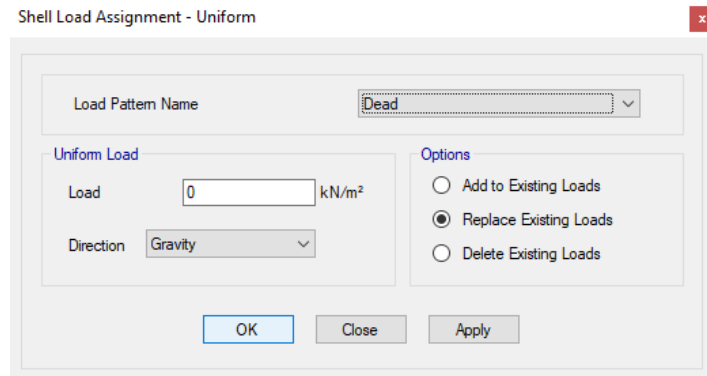 Shell Load Assignment - Uniform
x
Load Pattern Name
Dead
Uniform Load
Load
0
kN/m²
Direction
Gravity
Options
Add to Existing Loads
Replace Existing Loads
Delete Existing Loads
OK
Close
Apply